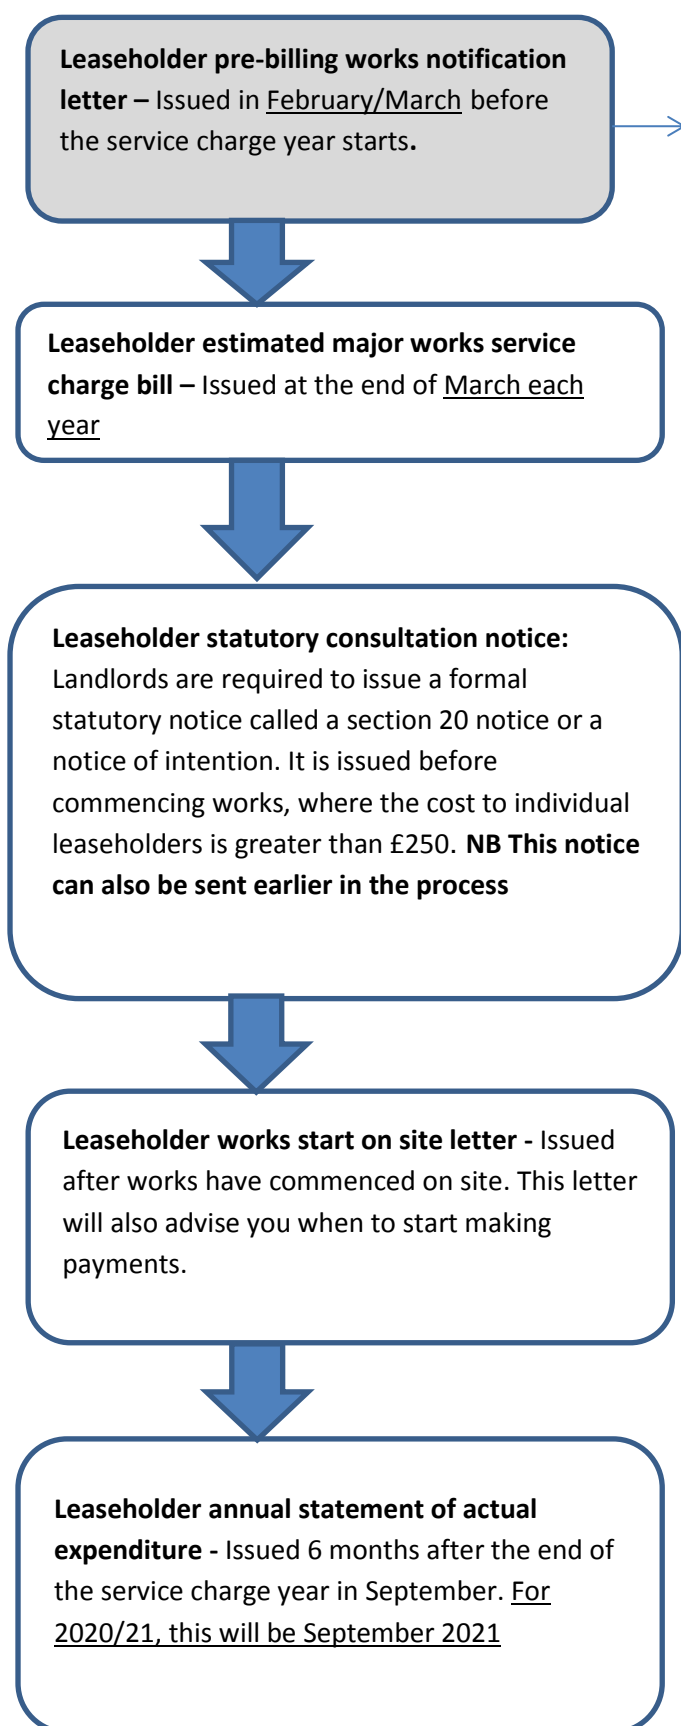 Leaseholder pre-billing works notification
letter – Issued in February/March before
the service charge year starts.
Leaseholder estimated major works service
charge bill – Issued at the end of March each
year
Leaseholder statutory consultation notice:
Landlords are required to issue a formal
statutory notice called a section 20 notice or a
notice of intention. It is issued before
commencing works, where the cost to individual
leaseholders is greater than £250. NB This notice
can also be sent earlier in the process
Leaseholder works start on site letter - Issued
after works have commenced on site. This letter
will also advise you when to start making
payments.
Leaseholder annual statement of actual
expenditure - Issued 6 months after the end of
the service charge year in September. For
2020/21, this will be September 2021